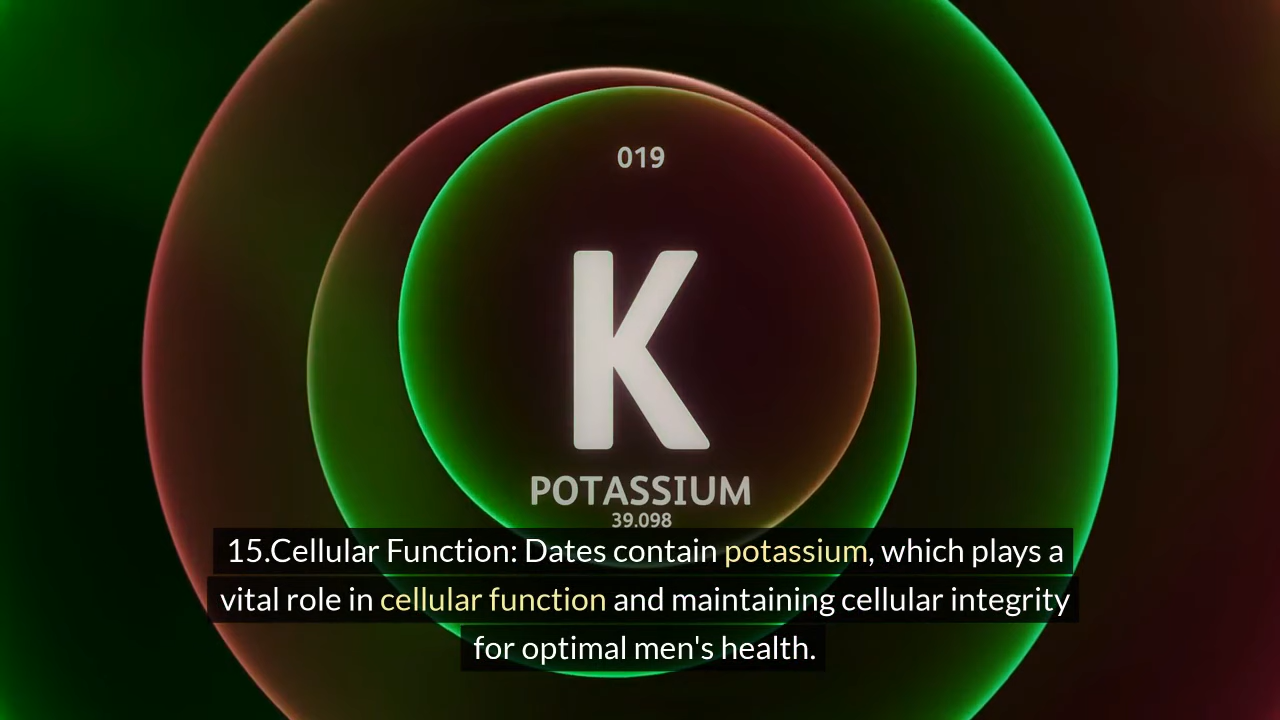 019
K
POTASSIUM
39.098
15.Cellular Function: Dates contain potassium, which plays a
vital role in cellular function and maintaining cellular integrity
for optimal men's health.